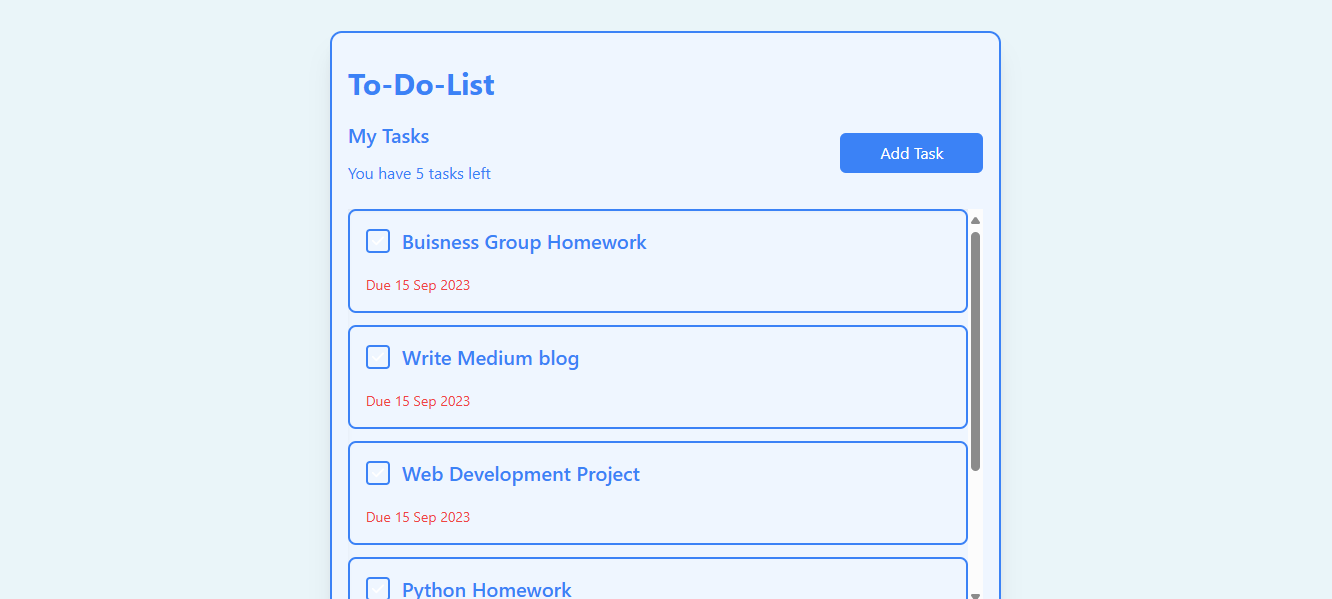 To-Do-List
My Tasks
Add Task
You have 5 tasks left
Buisness Group Homework
Due 15 Sep 2023
Write Medium blog
Due 15 Sep 2023
Web Development Project
Due 15 Sep 2023
Python Homework